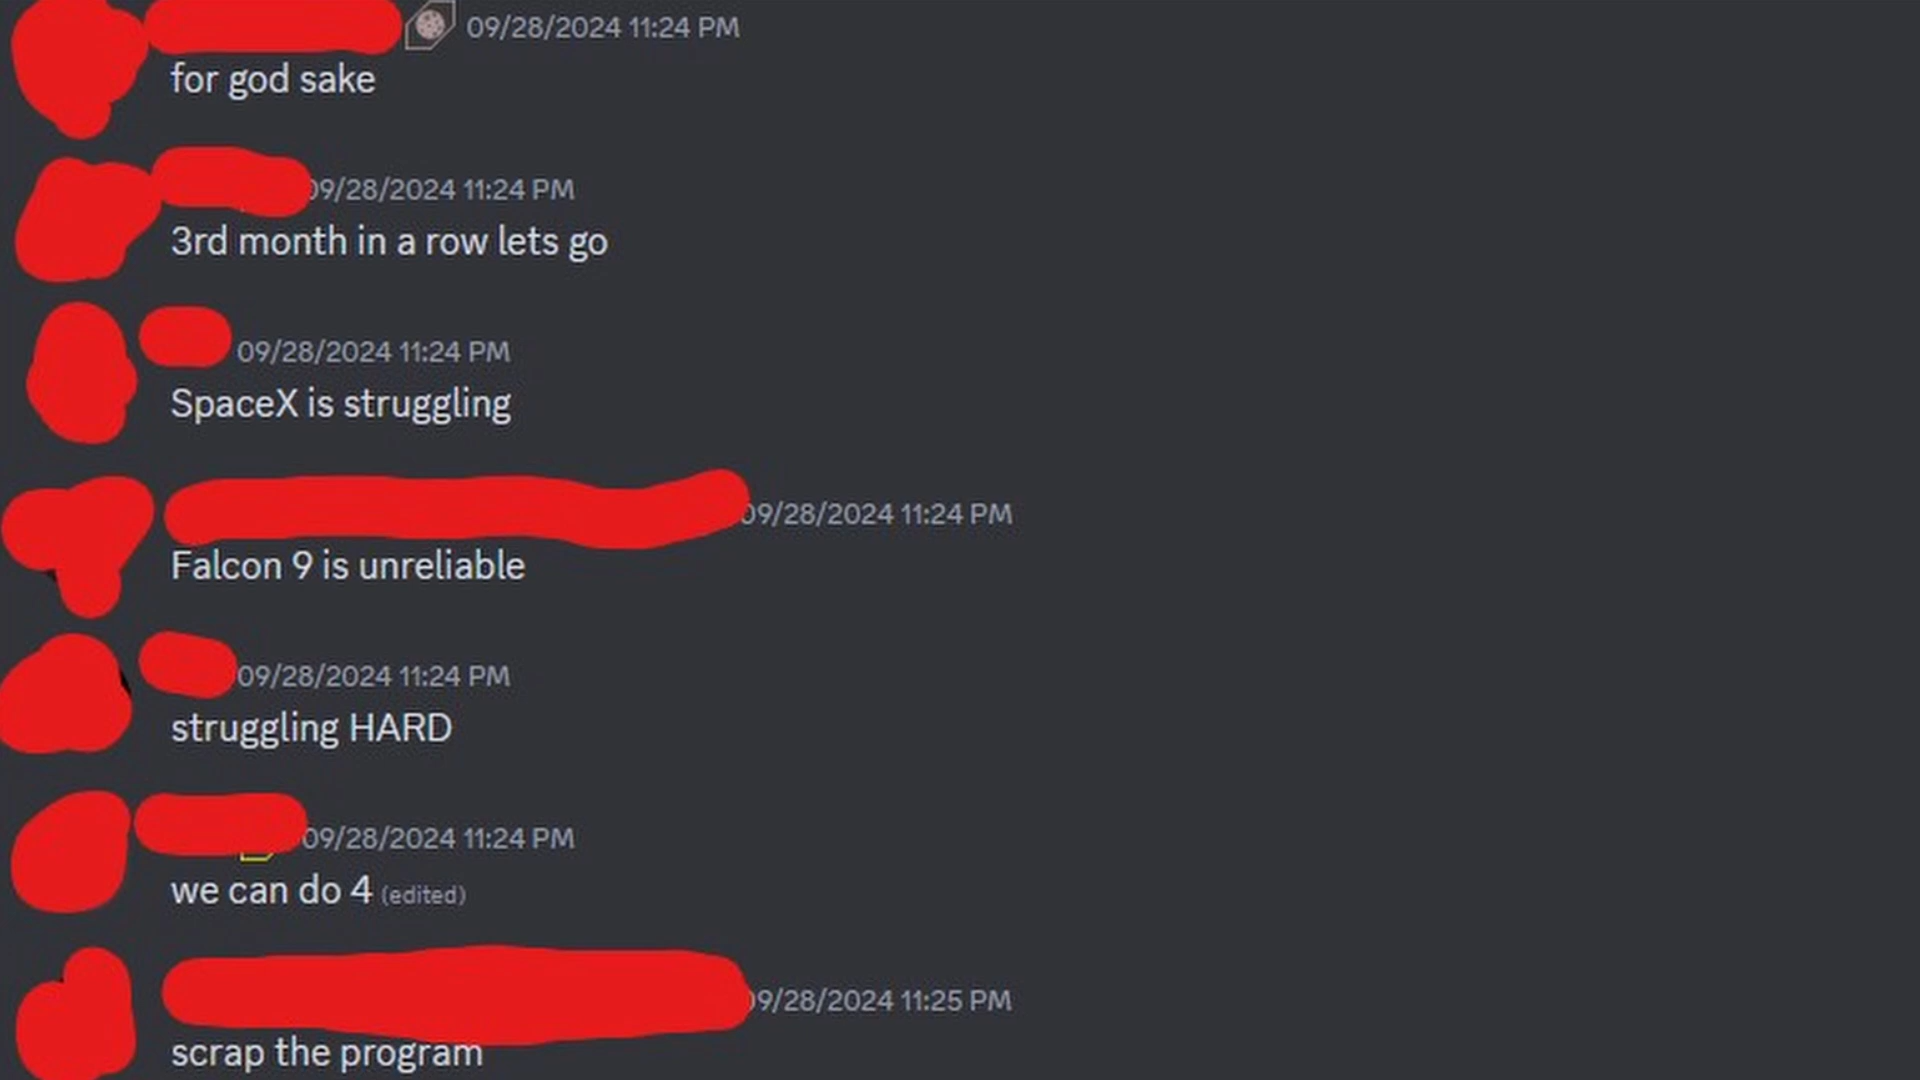 09/28/2024 11:24 PM
for god sake
09/28/2024 11:24 PM
3rd month in a row lets go
09/28/2024 11:24 PM
SpaceX is struggling
09/28/2024 11:24 PM
Falcon 9 is unreliable
09/28/2024 11:24 PM
struggling HARD
09/28/2024 11:24 PM
we can do 4 (edited)
09/28/2024 11:25 PM
scrap the program